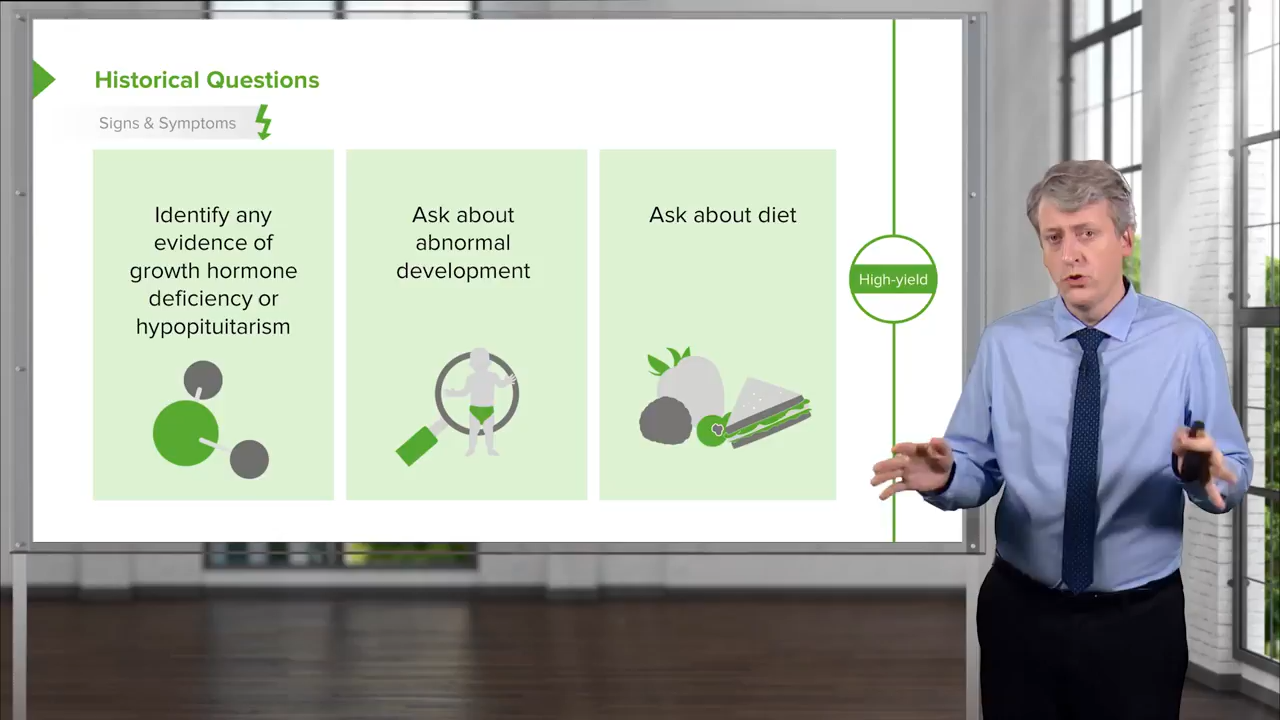 Historical Questions
Signs & Symptoms
Identify any
evidence of
growth hormone
deficiency or
hypopituitarism
Ask about
abnormal
development
Ask about diet
High-yield